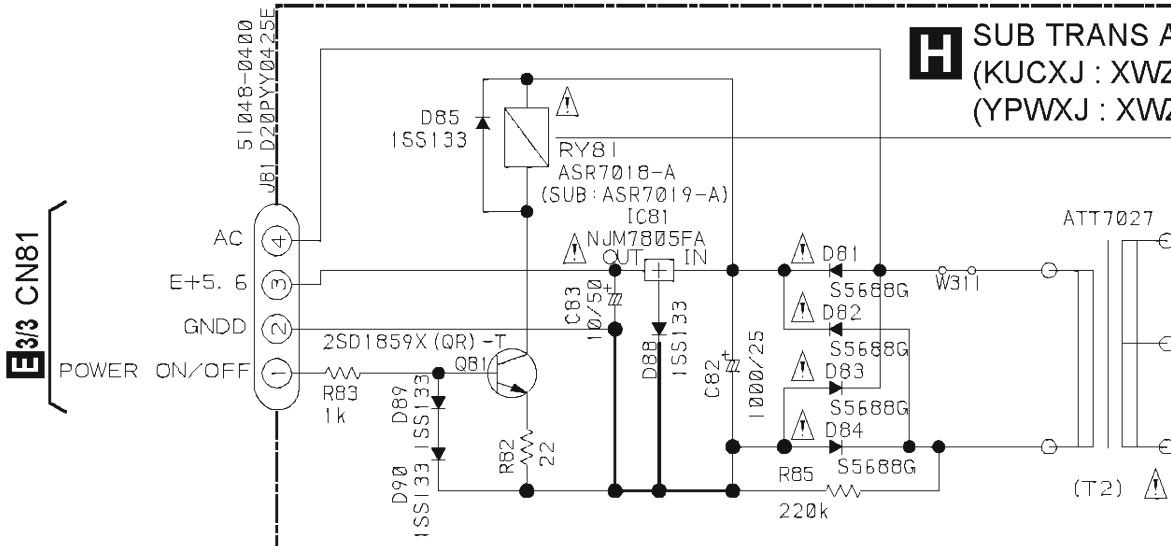 H SUB TRANS A
(KUCXJ : XWZ
(YPWXJ : XWZ
51048-0400
J81 D20PYY0425E
D85
1SS133
RY81
ASR7018-A
(SUB:ASR7019-A)
IC81
NJM7805FA
OUT IN
ATT7027
E 3/3 CN81
AC 4
E+5.6 3
GNDD 2
POWER ON/OFF 1
C83
10/50
+
D88
1SS133
C82
1000/25
+
D81
S5688G
D82
S5688G
D83
S5688G
D84
S5688G
W311
2SD1859X(QR)-T
Q81
R83
1k
D89
1SS133
D90
1SS133
R82
22
R85
220k
(T2)